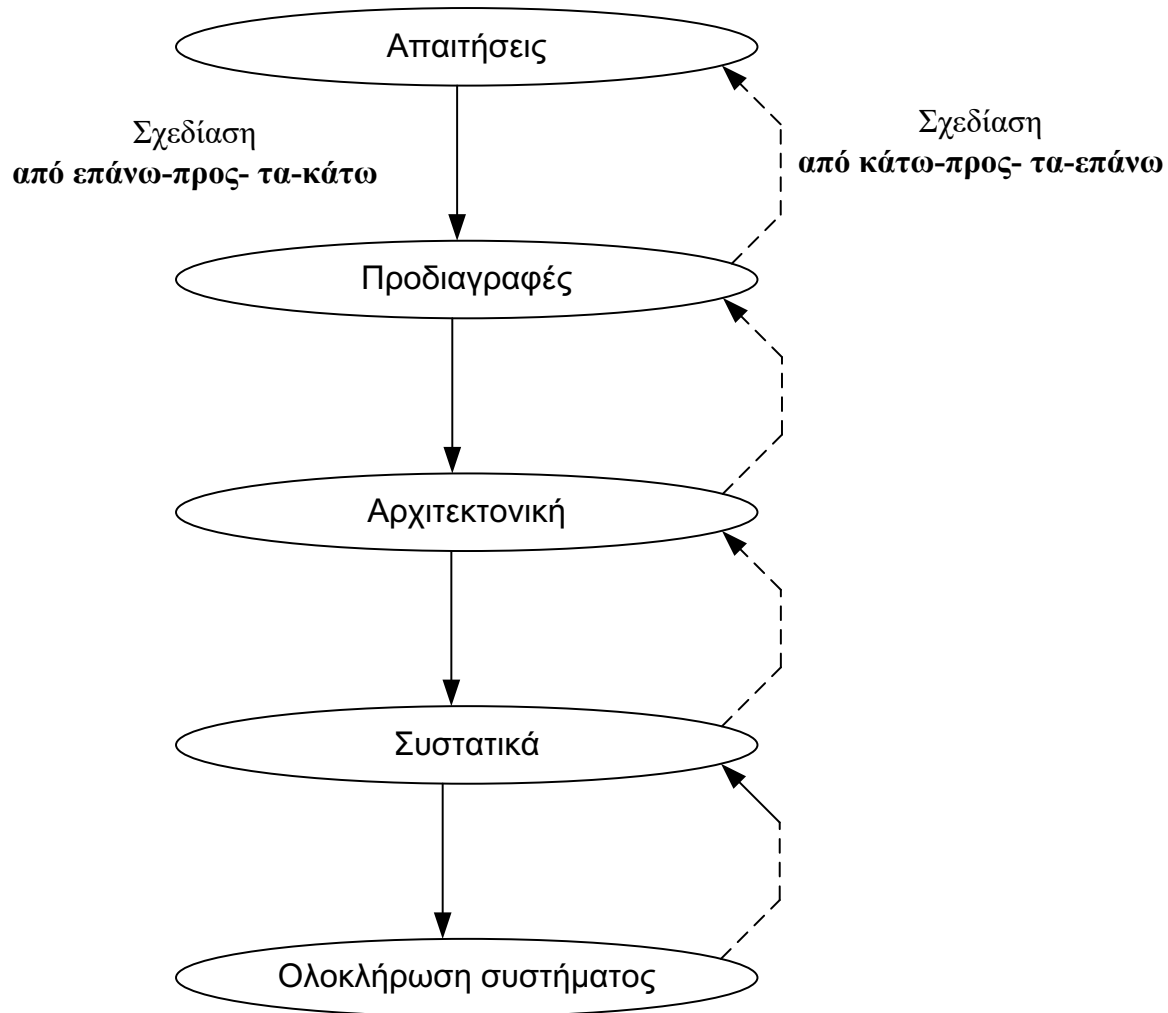 Απαιτήσεις
Σχεδίαση
από επάνω-προς- τα-κάτω
Σχεδίαση
από κάτω-προς- τα-επάνω
Προδιαγραφές
Αρχιτεκτονική
Συστατικά
Ολοκλήρωση συστήματος